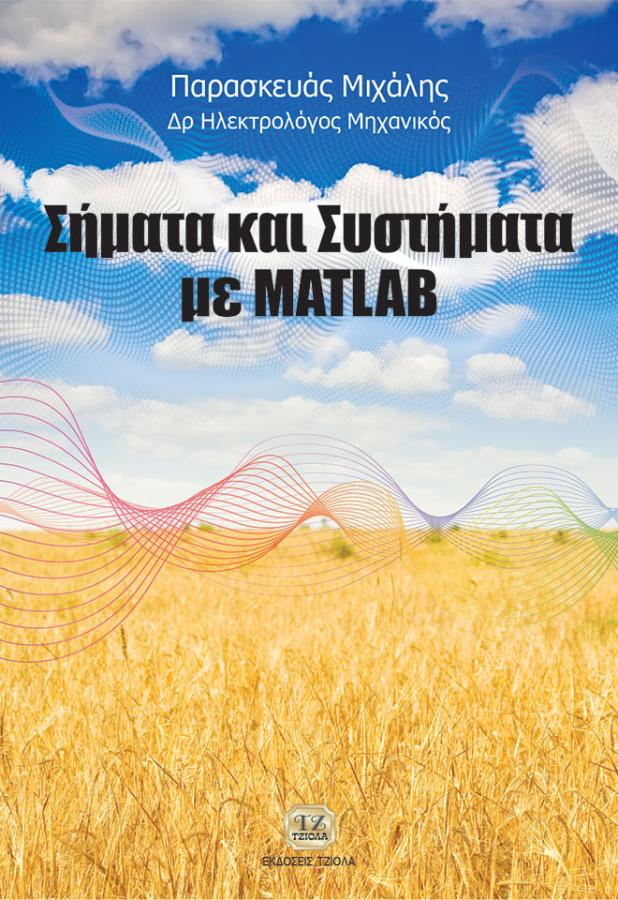 Παρασκευάς Μιχάλης
Δρ Ηλεκτρολόγος Μηχανικός
Σήματα και Συστήματα
με MATLAB
ΤΖ
ΤΖΙΟΛΑ
ΕΚΔΟΣΕΙΣ ΤΖΙΟΛΑ